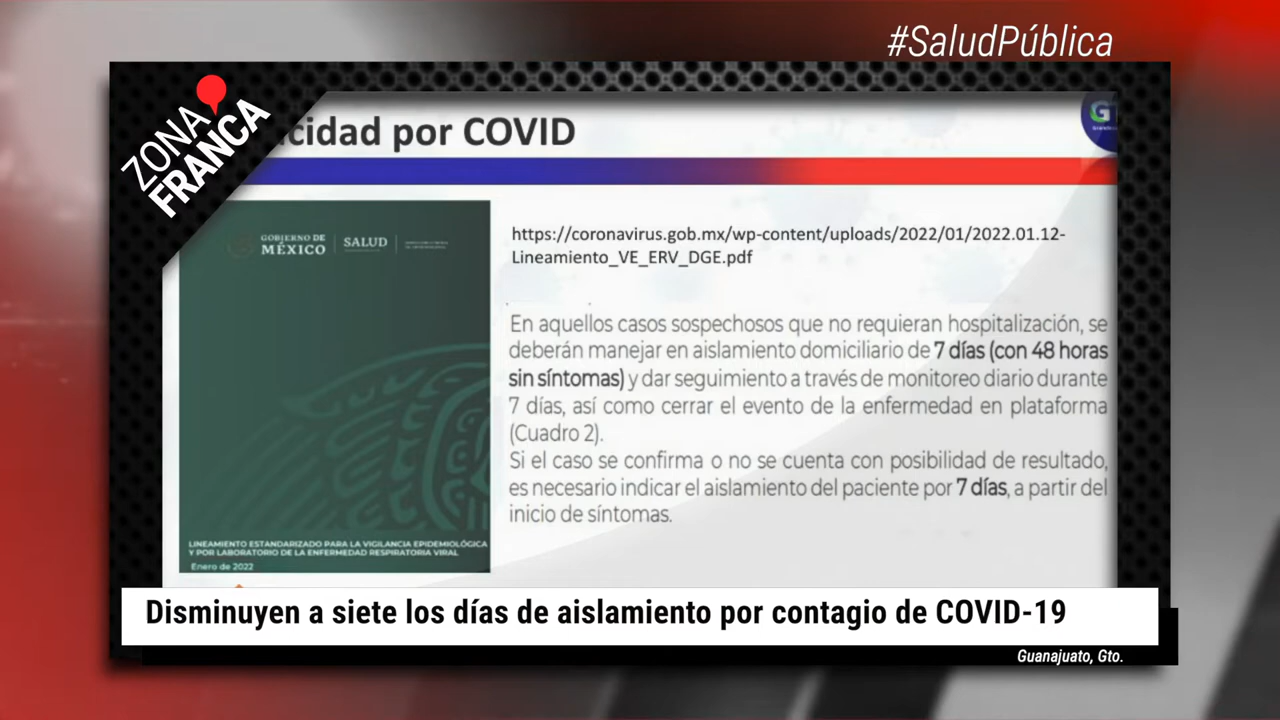 #SaludPública
ZONA
FRANCA
cidad por COVID
https://coronavirus.gob.mx/wp-content/uploads/2022/01/2022.01.12-
Lineamiento_VE_ERV_DGE.pdf
GOBIERNO DE
MÉXICO
SALUD
En aquellos casos sospechosos que no requieran hospitalización, se
deberán manejar en aislamiento domiciliario de 7 días (con 48 horas
sin síntomas) y dar seguimiento a través de monitoreo diario durante
7 días, así como cerrar el evento de la enfermedad en plataforma
(Cuadro 2).
Si el caso se confirma o no se cuenta con posibilidad de resultado,
es necesario indicar el aislamiento del paciente por 7 días, a partir del
inicio de síntomas.
LINEAMIENTO ESTANDARIZADO PARA LA VIGILANCIA EPIDEMIOLÓGICA
Y POR LABORATORIO DE LA ENFERMEDAD RESPIRATORIA VIRAL
Enero de 2022
Disminuyen a siete los días de aislamiento por contagio de COVID-19
Guanajuato, Gto.